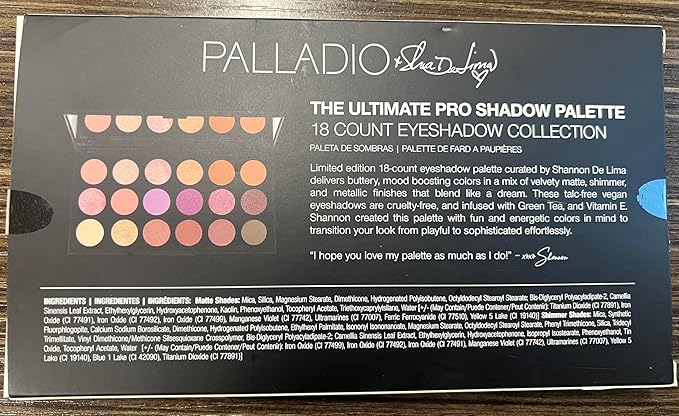 PALLADIO + Shan De Lima
THE ULTIMATE PRO SHADOW PALETTE
18 COUNT EYESHADOW COLLECTION
PALETA DE SOMBRAS | PALETTE DE FARD A PAUPIÈRES
Limited edition 18-count eyeshadow palette curated by Shannon De Lima
delivers buttery, mood boosting colors in a mix of velvety matte, shimmer,
and metallic finishes that blend like a dream. These talc-free vegan
eyeshadows are cruelty-free, and infused with Green Tea, and Vitamin E.
Shannon created this palette with fun and energetic colors in mind to
transition your look from playful to sophisticated effortlessly.
"I hope you love my palette as much as I do!" - xoxo Shannon
INGREDIENTS | INGREDIENTES | INGRÉDIENTS: Matte Shades: Mica, Silica, Magnesium Stearate, Dimethicone, Hydrogenated Polyisobutene, Octyldodecyl Stearoyl Stearate; Bis-Diglyceryl Polyacyladipate-2, Camellia
Sinensis Leaf Extract, Ethylhexylglycerin, Hydroxyacetophenone, Kaolin, Phenoxyethanol, Tocopheryl Acetate, Triethoxycaprylylsilane, Water [+/- (May Contain/Puede Contener/Peut Contenir): Titanium Dioxide (CI 77891), Iron
Oxide (CI 77491), Iron Oxide (CI 77492), Iron Oxide (CI 77499), Manganese Violet (CI 77742), Ultramarines (CI 77007), Ferric Ferrocyanide (CI 77510), Yellow 5 Lake (CI 19140)] Shimmer Shades: Mica, Synthetic
Fluorphlogopite, Calcium Sodium Borosilicate, Dimethicone, Hydrogenated Polyisobutene, Ethylhexyl Palmitate, Isononyl Isononanoate, Magnesium Stearate, Octyldodecyl Stearoyl Stearate, Phenyl Trimethicone, Silica, Tridecyl
Trimellitate, Vinyl Dimethicone/Methicone Silsesquioxane Crosspolymer, Bis-Diglyceryl Polyacyladipate-2; Camellia Sinensis Leaf Extract, Ethylhexylglycerin, Hydroxyacetophenone, Isopropyl Isostearate, Phenoxyethanol, Tin
Oxide, Tocopheryl Acetate, Water [+/- (May Contain/Puede Contener/Peut Contenir): Iron Oxide (CI 77499), Iron Oxide (CI 77492), Iron Oxide (CI 77491), Manganese Violet (CI 77742), Ultramarines (CI 77007), Yellow 5
Lake (CI 19140), Blue 1 Lake (CI 42090), Titanium Dioxide (CI 77891)]